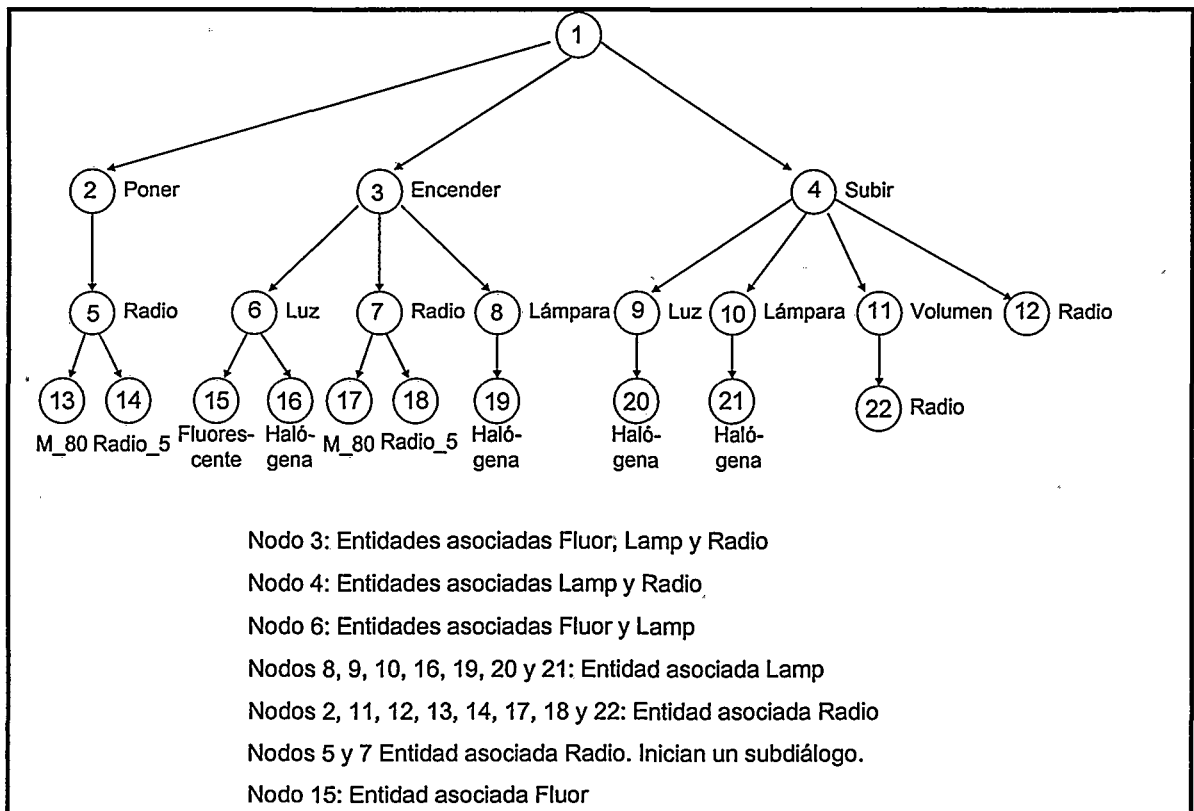 1
2 Poner
3 Encender
4 Subir
5 Radio
6 Luz
7 Radio
8 Lámpara
9 Luz
10 Lámpara
11 Volumen
12 Radio
13
14
15
16
17
18
19
20
21
22 Radio
M_80 Radio_5
Fluores-
cente
Haló-
gena
M_80 Radio_5
Haló-
gena
Haló-
gena
Haló-
gena
Nodo 3: Entidades asociadas Fluor, Lamp y Radio
Nodo 4: Entidades asociadas Lamp y Radio
Nodo 6: Entidades asociadas Fluor y Lamp
Nodos 8, 9, 10, 16, 19, 20 y 21: Entidad asociada Lamp
Nodos 2, 11, 12, 13, 14, 17, 18 y 22: Entidad asociada Radio
Nodos 5 y 7 Entidad asociada Radio. Inician un subdiálogo.
Nodo 15: Entidad asociada Fluor